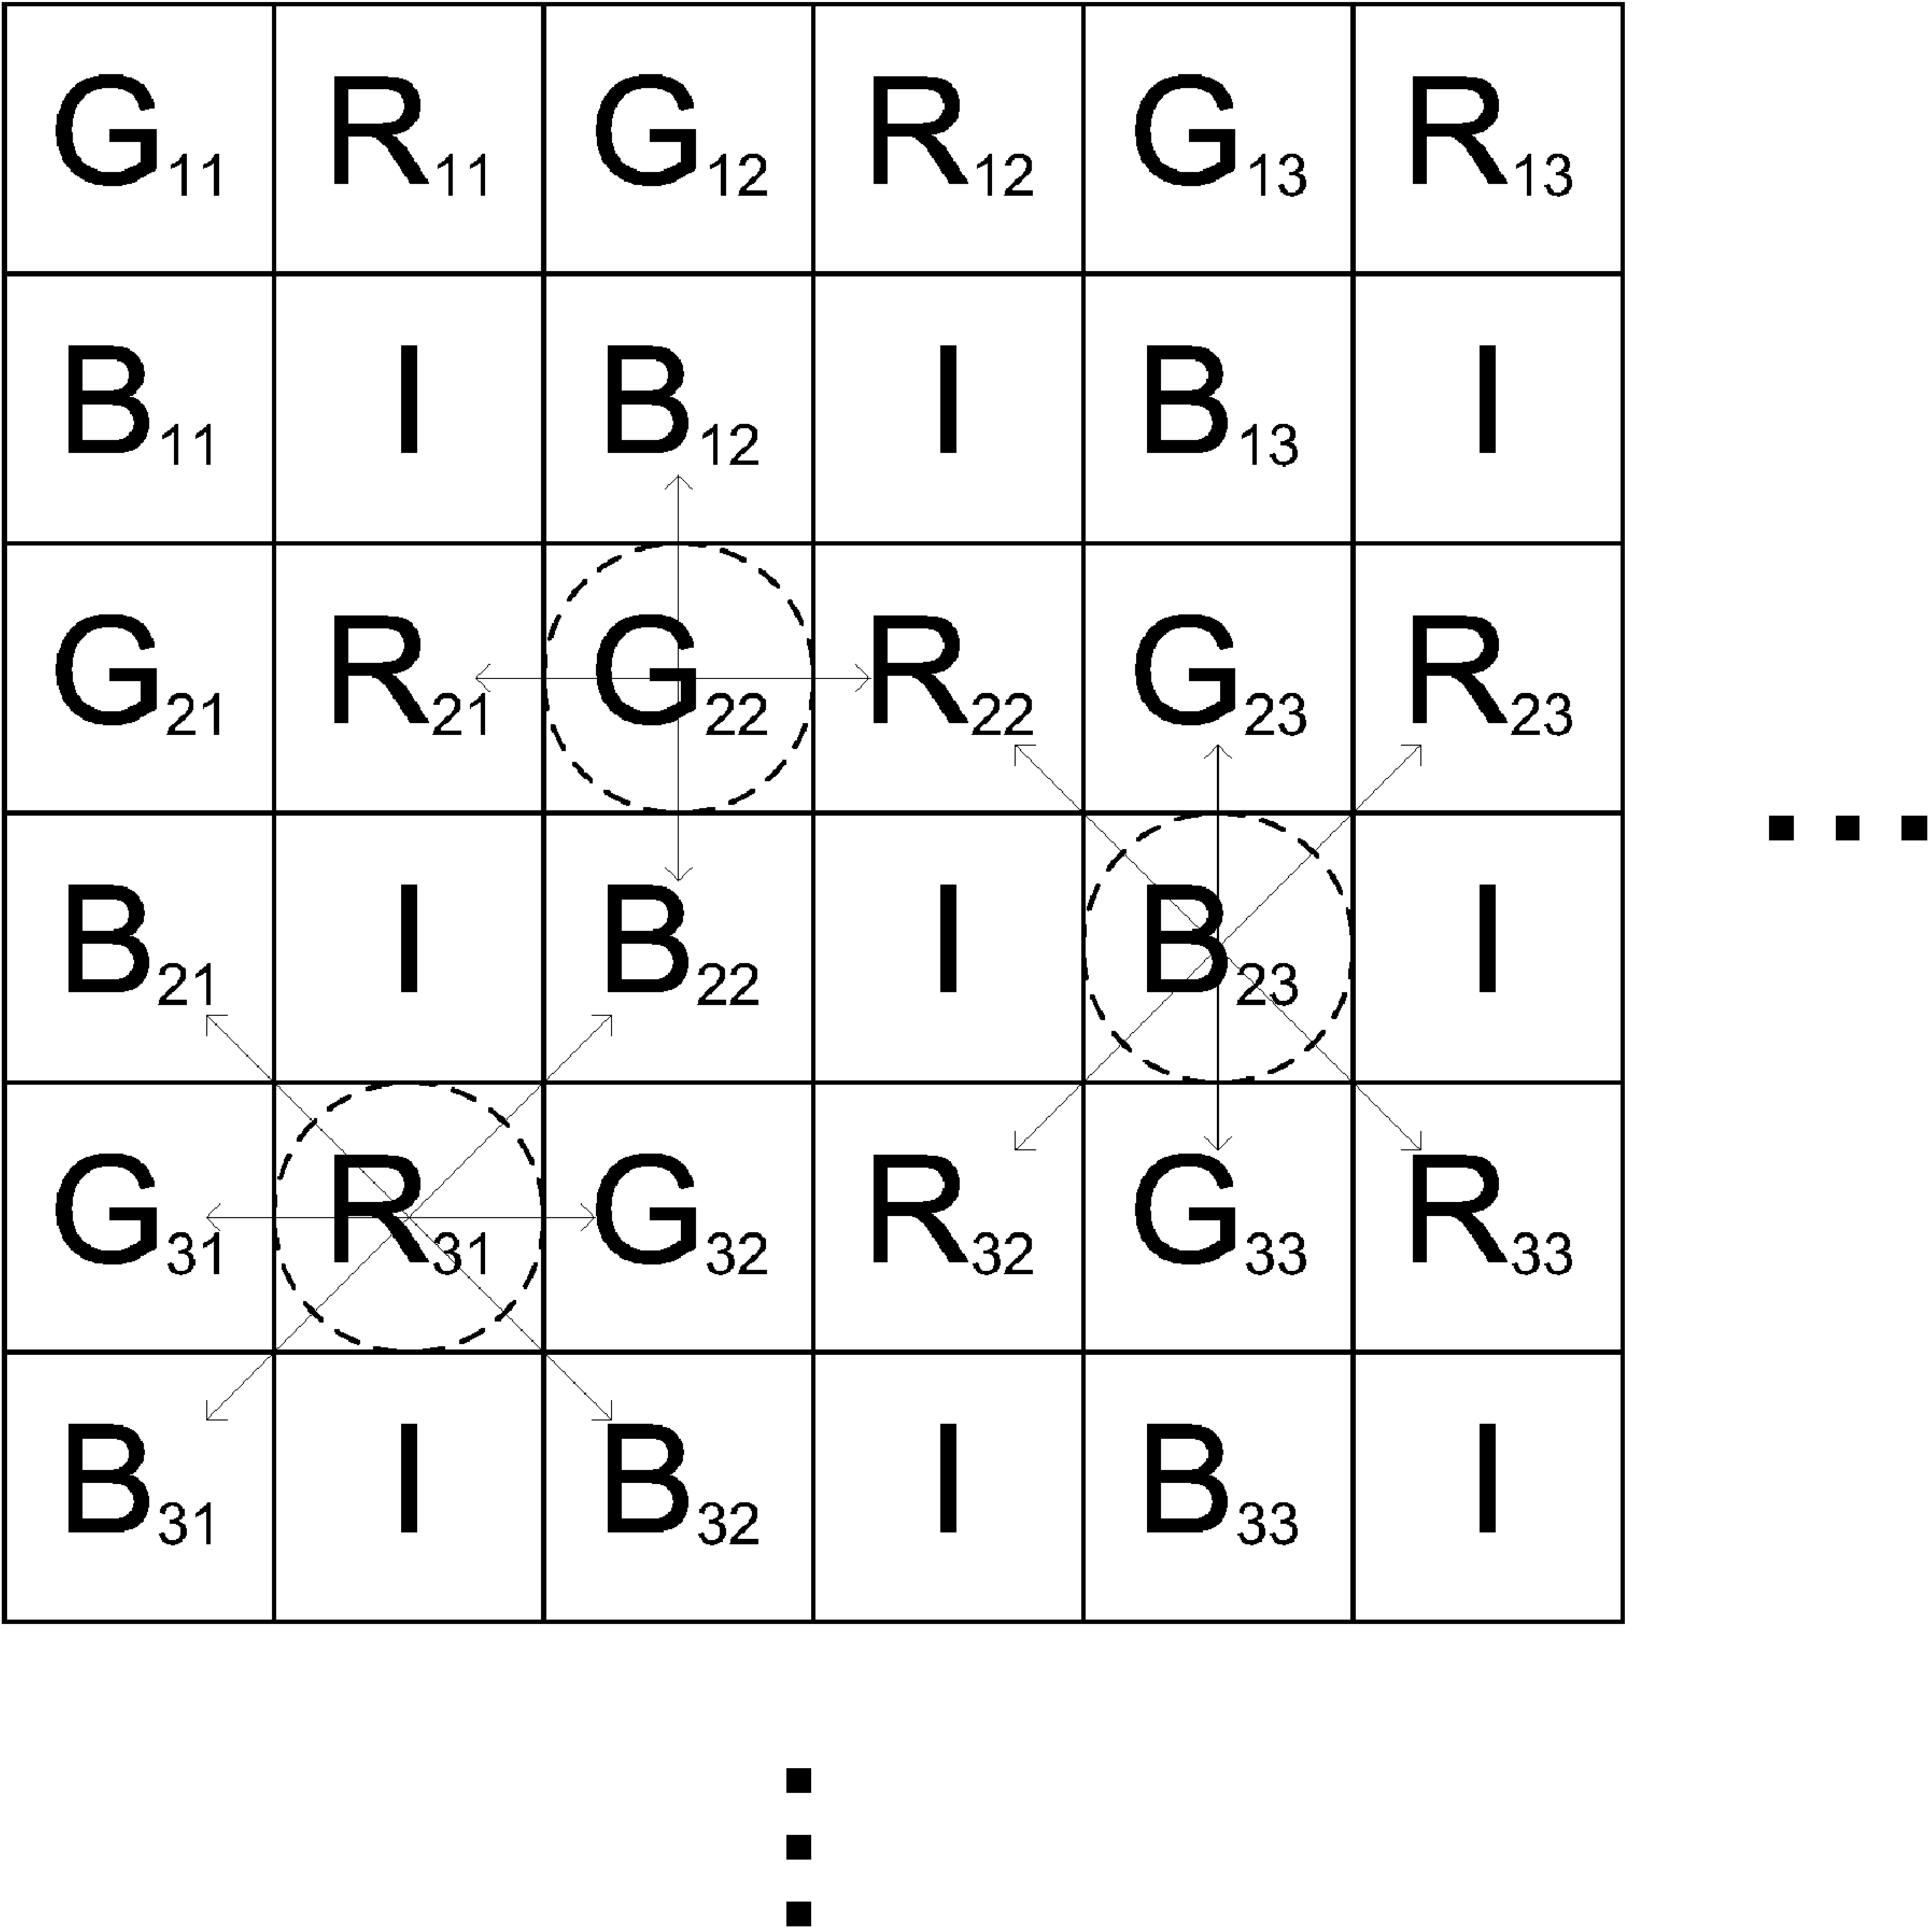 G11 R11 G12 R12 G13 R13
B11 I B12 I B13 I
G21 R21 G22 R22 G23 R23
B21 I B22 I B23 I
G31 R31 G32 R32 G33 R33
B31 I B32 I B33 I